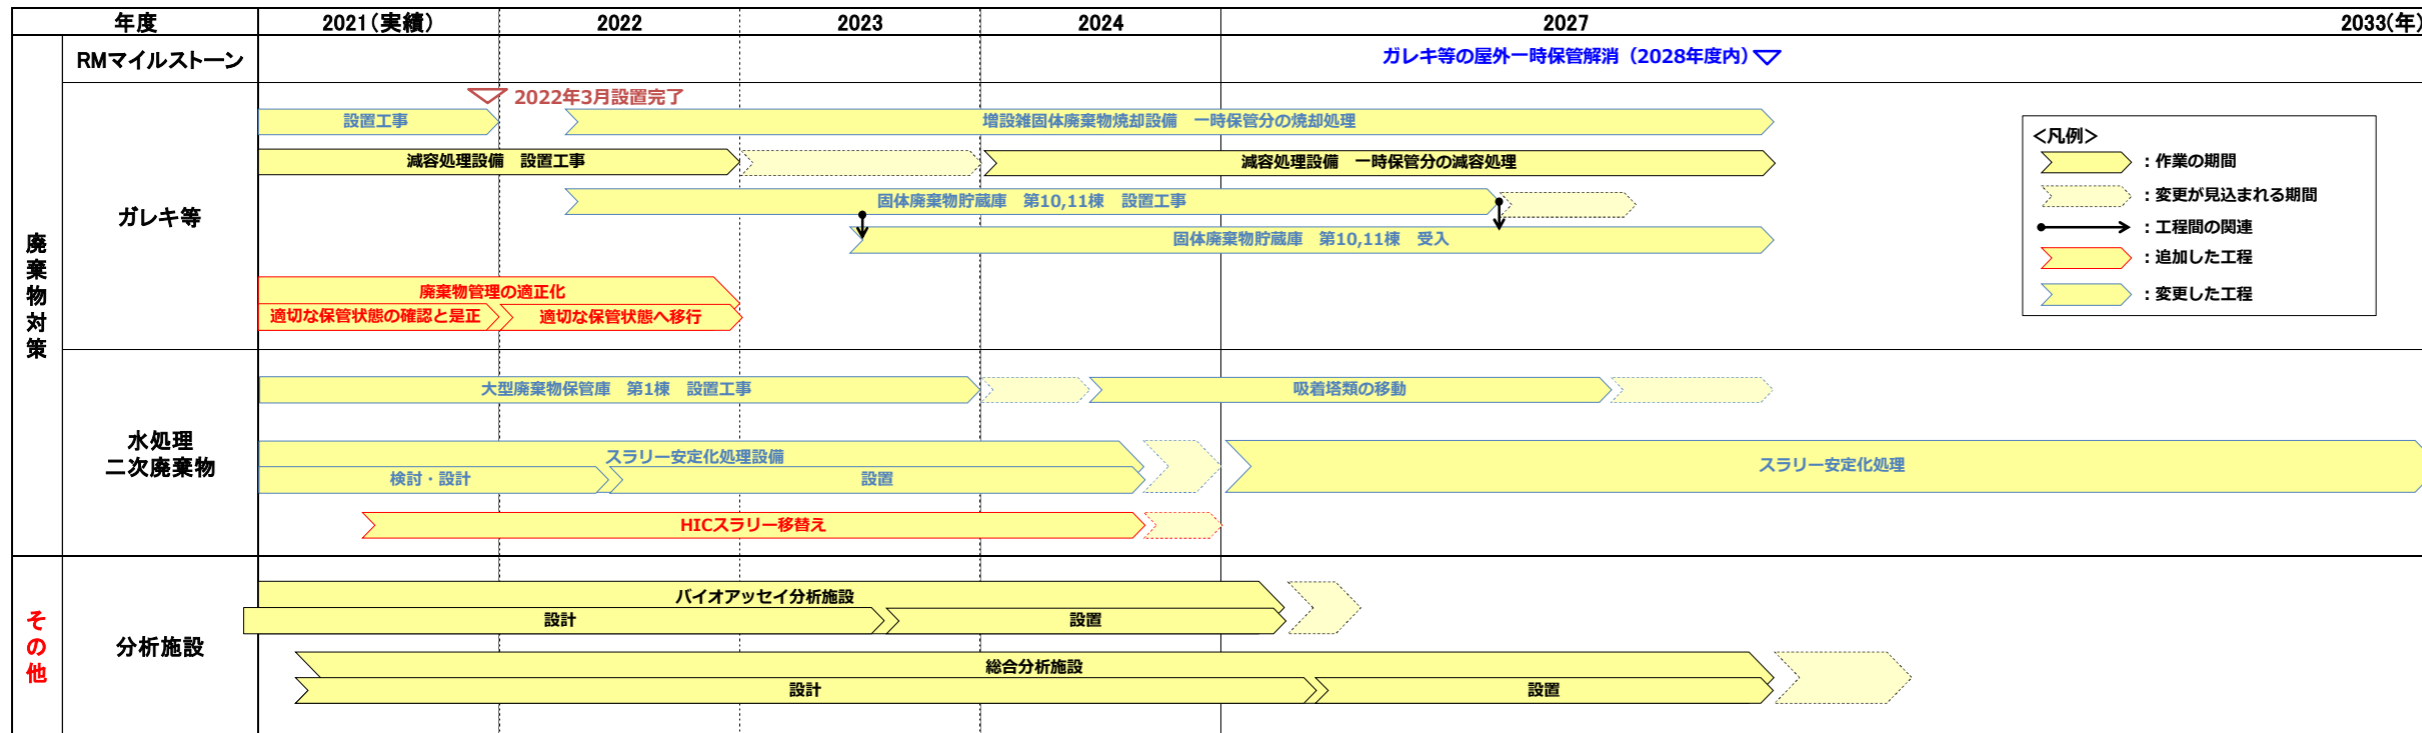 年度
2021(実績)
2022
2023
2024
2027
2033(年)
廃棄物対策
RMマイルストーン
ガレキ等の屋外一時保管解消（2028年度内）
ガレキ等
2022年3月設置完了
設置工事
増設雑固体廃棄物焼却設備　一時保管分の焼却処理
減容処理設備　設置工事
減容処理設備　一時保管分の減容処理
固体廃棄物貯蔵庫　第10,11棟　設置工事
固体廃棄物貯蔵庫　第10,11棟　受入
廃棄物管理の適正化
適切な保管状態の確認と是正
適切な保管状態へ移行
<凡例>
：作業の期間
：変更が見込まれる期間
：工程間の関連
：追加した工程
：変更した工程
水処理
二次廃棄物
大型廃棄物保管庫　第1棟　設置工事
吸着塔類の移動
スラリー安定化処理設備
検討・設計
設置
スラリー安定化処理
HICスラリー移替え
その他
分析施設
バイオアッセイ分析施設
設計
設置
総合分析施設
設計
設置